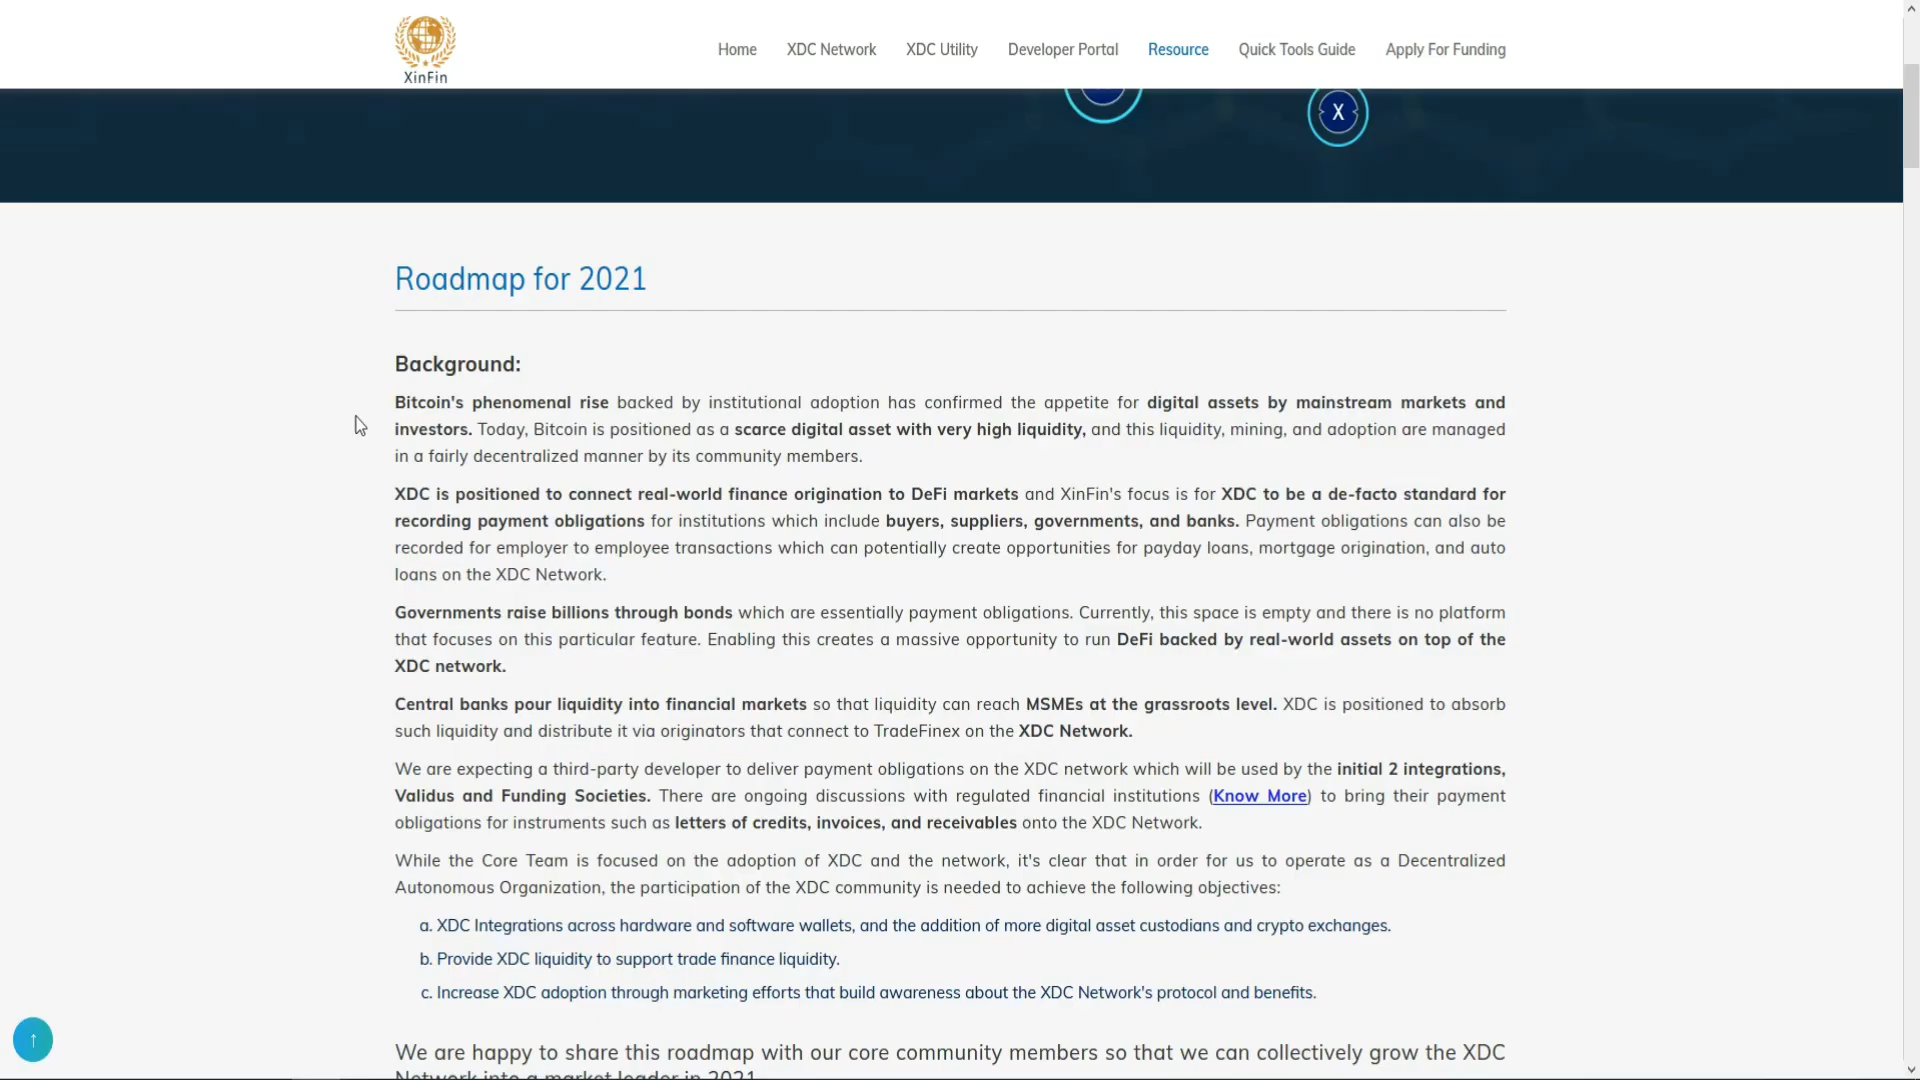 XinFin
Home XDC Network XDC Utility Developer Portal Resource Quick Tools Guide Apply For Funding
X
Roadmap for 2021
Background:
Bitcoin's phenomenal rise backed by institutional adoption has confirmed the appetite for digital assets by mainstream markets and
investors. Today, Bitcoin is positioned as a scarce digital asset with very high liquidity, and this liquidity, mining, and adoption are managed
in a fairly decentralized manner by its community members.
XDC is positioned to connect real-world finance origination to DeFi markets and XinFin's focus is for XDC to be a de-facto standard for
recording payment obligations for institutions which include buyers, suppliers, governments, and banks. Payment obligations can also be
recorded for employer to employee transactions which can potentially create opportunities for payday loans, mortgage origination, and auto
loans on the XDC Network.
Governments raise billions through bonds which are essentially payment obligations. Currently, this space is empty and there is no platform
that focuses on this particular feature. Enabling this creates a massive opportunity to run DeFi backed by real-world assets on top of the
XDC network.
Central banks pour liquidity into financial markets so that liquidity can reach MSMEs at the grassroots level. XDC is positioned to absorb
such liquidity and distribute it via originators that connect to TradeFinex on the XDC Network.
We are expecting a third-party developer to deliver payment obligations on the XDC network which will be used by the initial 2 integrations,
Validus and Funding Societies. There are ongoing discussions with regulated financial institutions (Know More) to bring their payment
obligations for instruments such as letters of credits, invoices, and receivables onto the XDC Network.
While the Core Team is focused on the adoption of XDC and the network, it's clear that in order for us to operate as a Decentralized
Autonomous Organization, the participation of the XDC community is needed to achieve the following objectives:
a. XDC Integrations across hardware and software wallets, and the addition of more digital asset custodians and crypto exchanges.
b. Provide XDC liquidity to support trade finance liquidity.
c. Increase XDC adoption through marketing efforts that build awareness about the XDC Network's protocol and benefits.
We are happy to share this roadmap with our core community members so that we can collectively grow the XDC
Network into a market leader in 2021